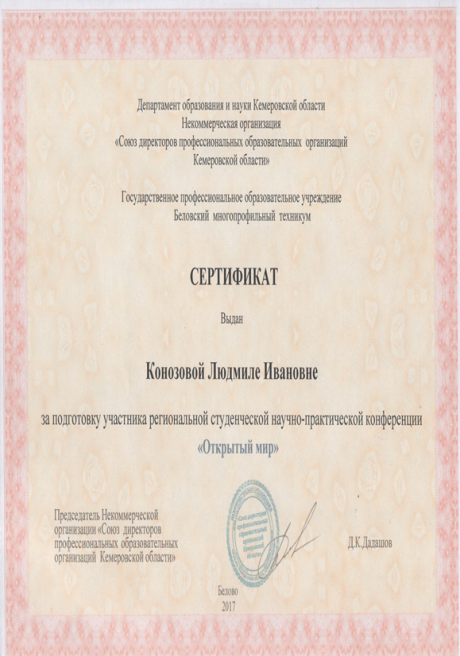 Департамент образования и науки Кемеровской области
Некоммерческая организация
«Союз директоров профессиональных образовательных организаций
Кемеровской области»
Государственное профессиональное образовательное учреждение
Беловский многопрофильный техникум
СЕРТИФИКАТ
Выдан
Конозовой Людмиле Ивановне
за подготовку участника региональной студенческой научно-практической конференции
«Открытый мир»
Председатель Некоммерческой
организации «Союз директоров
профессиональных образовательных
организаций Кемеровской области»
Д.К.Дадашов
Белово
2017